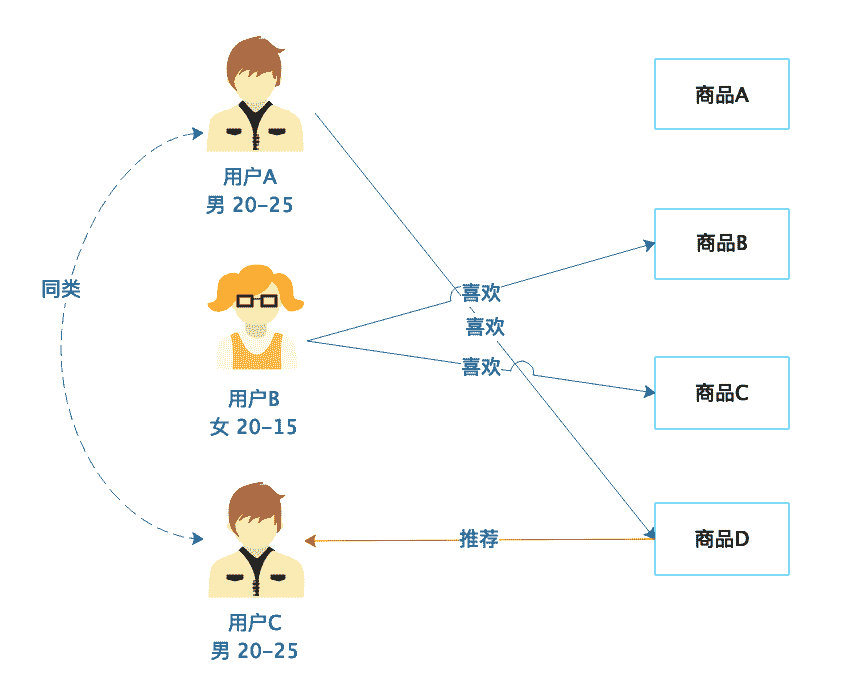 用户A
男 20-25
商品A
同类
用户B
女 20-15
喜欢
喜欢
喜欢
商品B
商品C
用户C
男 20-25
推荐
商品D